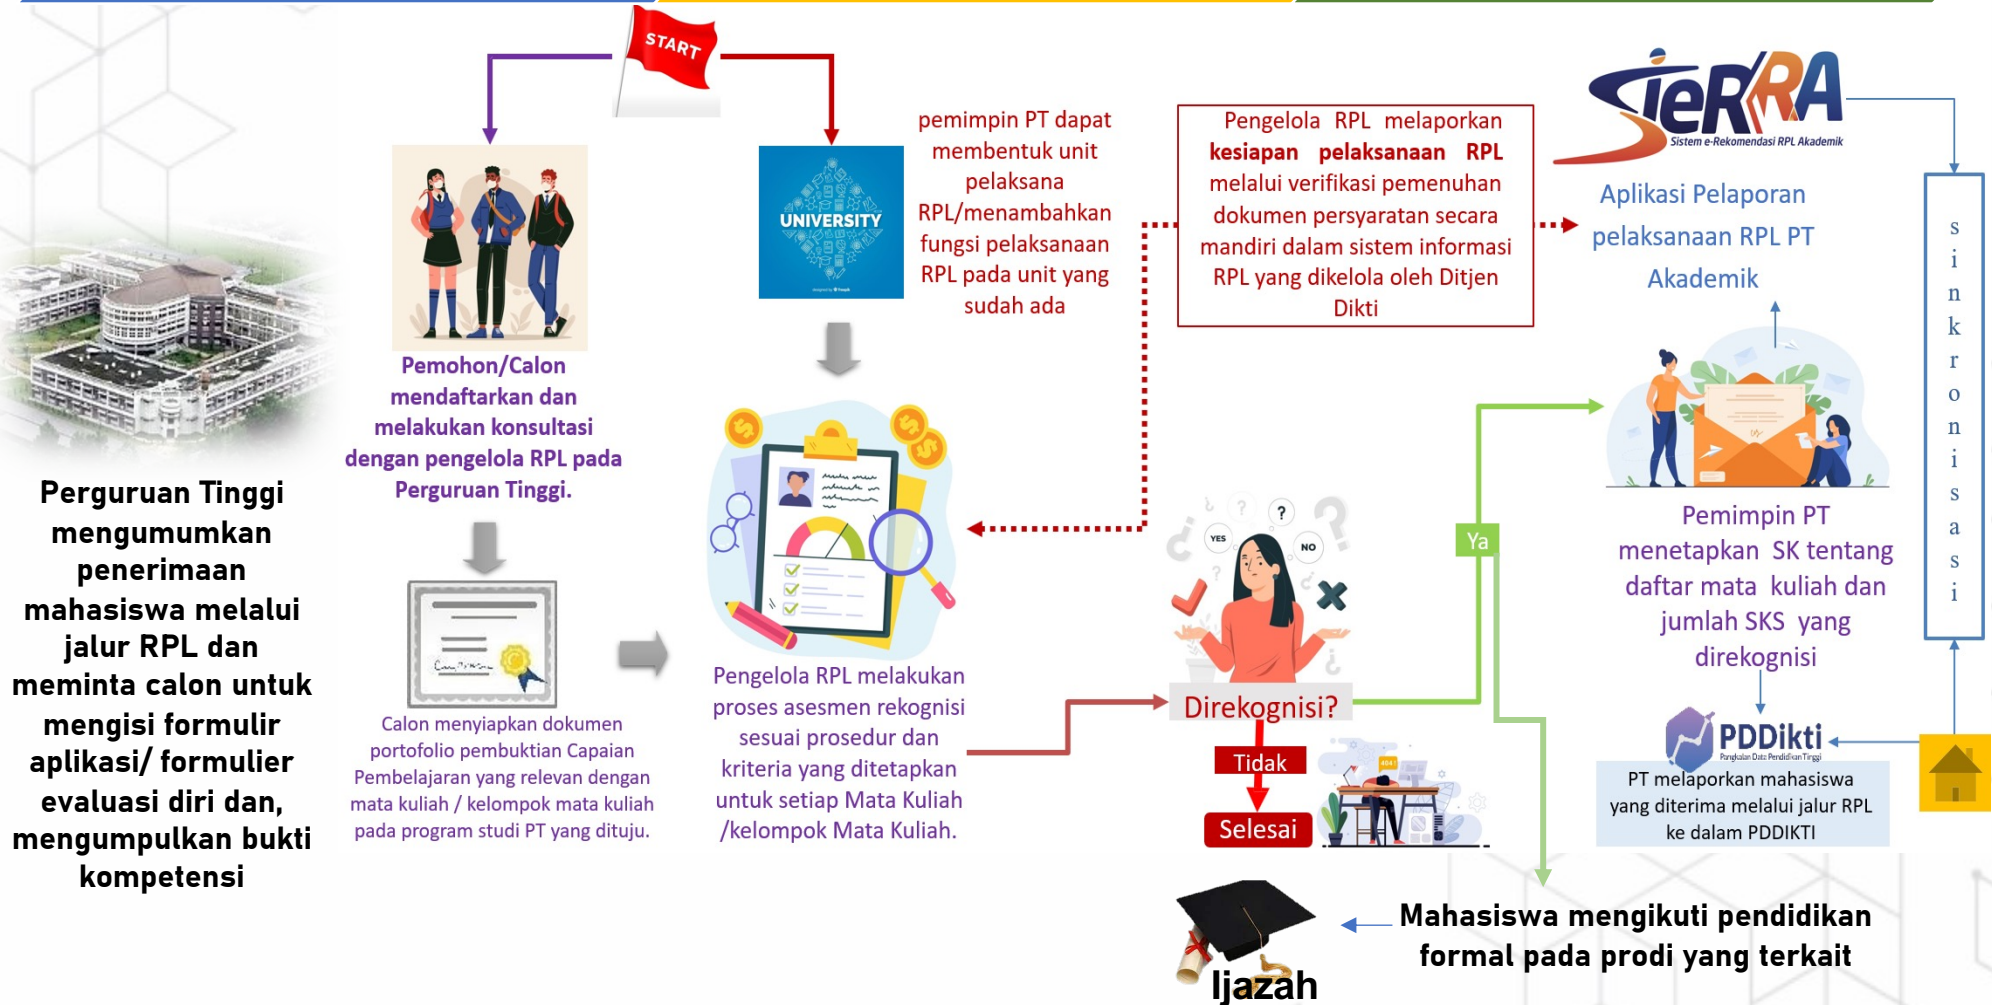 START
Perguruan Tinggi
mengumumkan
penerimaan
mahasiswa melalui
jalur RPL dan
meminta calon untuk
mengisi formulir
aplikasi/ formulier
evaluasi diri dan,
mengumpulkan bukti
kompetensi
Pemohon/Calon
mendaftarkan dan
melakukan konsultasi
dengan pengelola RPL pada
Perguruan Tinggi.
Calon menyiapkan dokumen
portofolio pembuktian Capaian
Pembelajaran yang relevan dengan
mata kuliah / kelompok mata kuliah
pada program studi PT yang dituju.
UNIVERSITY
pemimpin PT dapat
membentuk unit
pelaksana
RPL/menambahkan
fungsi pelaksanaan
RPL pada unit yang
sudah ada
Pengelola RPL melakukan
proses asesmen rekognisi
sesuai prosedur dan
kriteria yang ditetapkan
untuk setiap Mata Kuliah
/kelompok Mata Kuliah.
Pengelola RPL melaporkan
kesiapan pelaksanaan RPL
melalui verifikasi pemenuhan
dokumen persyaratan secara
mandiri dalam sistem informasi
RPL yang dikelola oleh Ditjen
Dikti
YES
?
NO
Direkognisi?
Tidak
Selesai
404!
Ya
SIERRA
Sistem e-Rekomendasi RPL Akademik
Aplikasi Pelaporan
pelaksanaan RPL PT
Akademik
Pemimpin PT
menetapkan SK tentang
daftar mata kuliah dan
jumlah SKS yang
direkognisi
PDDikti
Pangkalan Data Pendidikan Tinggi
PT melaporkan mahasiswa
yang diterima melalui jalur RPL
ke dalam PDDIKTI
s
i
n
k
r
o
n
i
s
a
s
i
Mahasiswa mengikuti pendidikan
formal pada prodi yang terkait
Ijazah